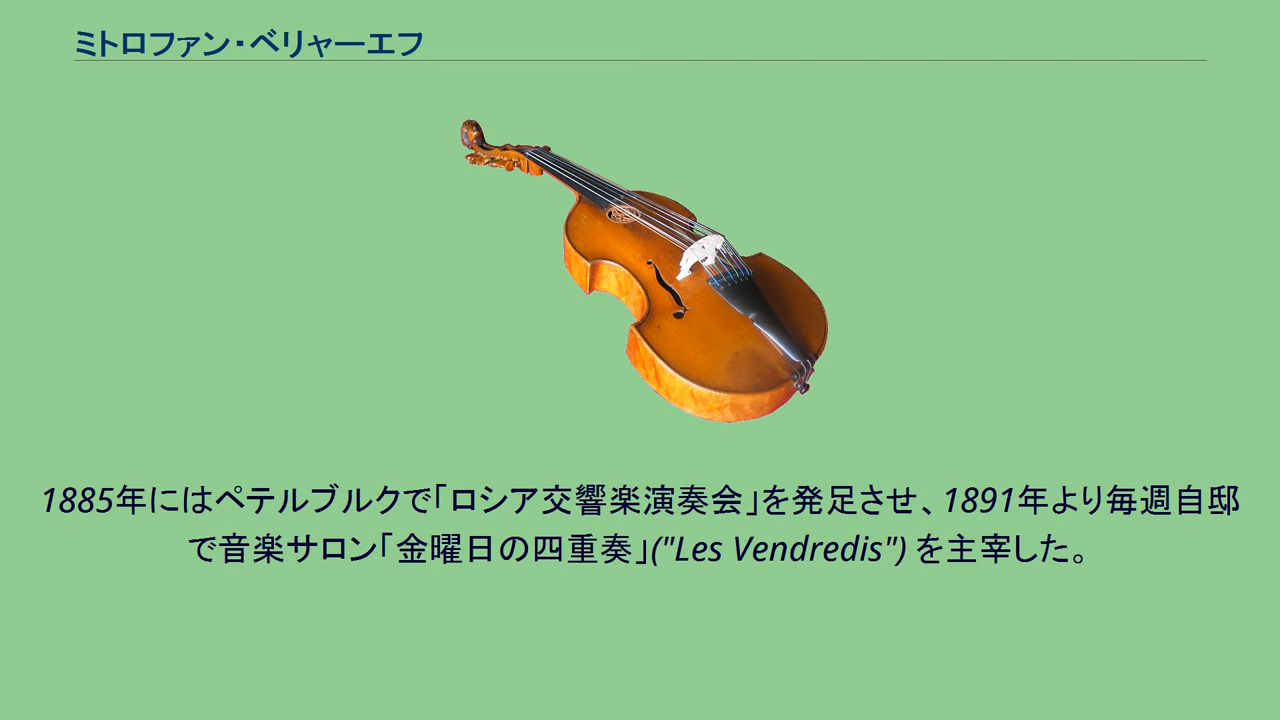 ミトロファン・ベリャーエフ
1885年にはペテルブルクで「ロシア交響楽演奏会」を発足させ、1891年より毎週自邸
で音楽サロン「金曜日の四重奏」("Les Vendredis") を主宰した。